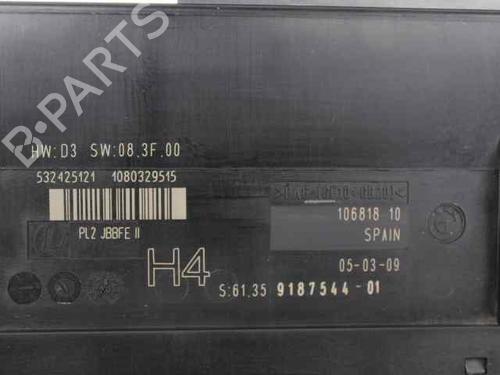 HW:D3 SW:08.3F.00
532425121 1080329515
PL2 JBBFE II
H4
106818 10
SPAIN
05-03-09
S:61.35 9187544-01
B-PARTS